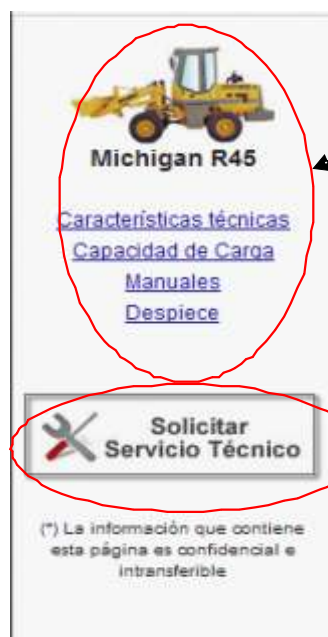 Michigan R45
Características técnicas
Capacidad de Carga
Manuales
Despiece
Solicitar
Servicio Técnico
(*) La información que contiene
esta página es confidencial e
intransferible